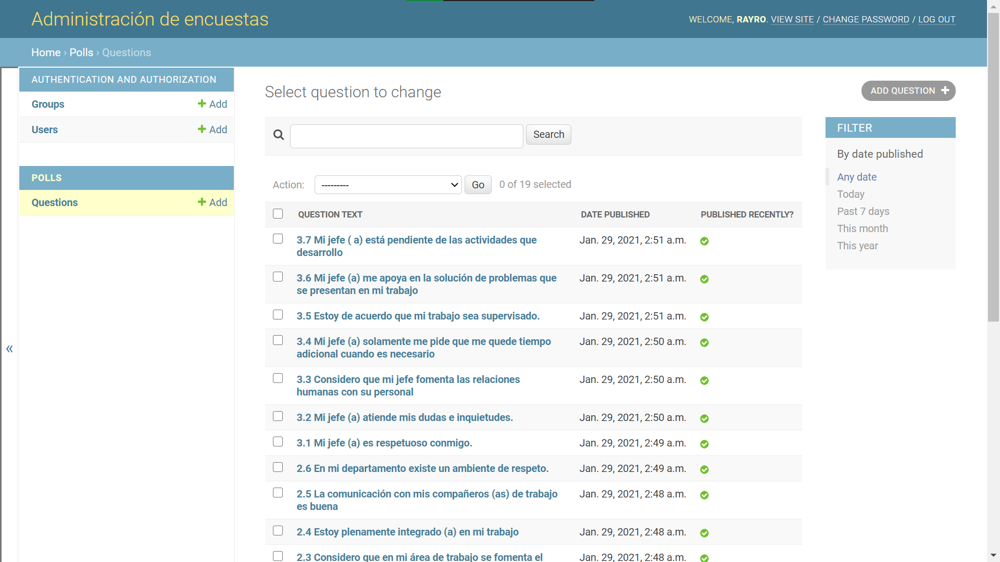 Administración de encuestas
WELCOME, RAYRO. VIEW SITE / CHANGE PASSWORD / LOG OUT
Home › Polls › Questions
AUTHENTICATION AND AUTHORIZATION
Groups
Add
Users
Add
POLLS
Questions
Add
«
Select question to change
ADD QUESTION
Search
Action:
---------
Go
0 of 19 selected
QUESTION TEXT
DATE PUBLISHED
PUBLISHED RECENTLY?
3.7 Mi jefe ( a) está pendiente de las actividades que
desarrollo
Jan. 29, 2021, 2:51 a.m.
3.6 Mi jefe (a) me apoya en la solución de problemas que
se presentan en mi trabajo
Jan. 29, 2021, 2:51 a.m.
3.5 Estoy de acuerdo que mi trabajo sea supervisado.
Jan. 29, 2021, 2:51 a.m.
3.4 Mi jefe (a) solamente me pide que me quede tiempo
adicional cuando es necesario
Jan. 29, 2021, 2:50 a.m.
3.3 Considero que mi jefe fomenta las relaciones
humanas con su personal
Jan. 29, 2021, 2:50 a.m.
3.2 Mi jefe (a) atiende mis dudas e inquietudes.
Jan. 29, 2021, 2:50 a.m.
3.1 Mi jefe (a) es respetuoso conmigo.
Jan. 29, 2021, 2:49 a.m.
2.6 En mi departamento existe un ambiente de respeto.
Jan. 29, 2021, 2:49 a.m.
2.5 La comunicación con mis compañeros (as) de trabajo
es buena
Jan. 29, 2021, 2:48 a.m.
2.4 Estoy plenamente integrado (a) en mi trabajo
Jan. 29, 2021, 2:48 a.m.
2.3 Considero que en mi área de trabajo se fomenta el
Jan. 29, 2021, 2:48 a.m.
FILTER
By date published
Any date
Today
Past 7 days
This month
This year